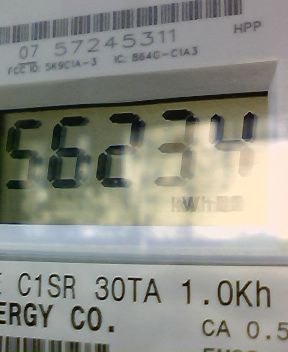 HPP
07 57245311
FCC ID: SK9C1A-3 IC: 864G-C1A3
56234
kWh
E C1SR 30TA 1.0Kh
ERGY CO.
CA 0.5